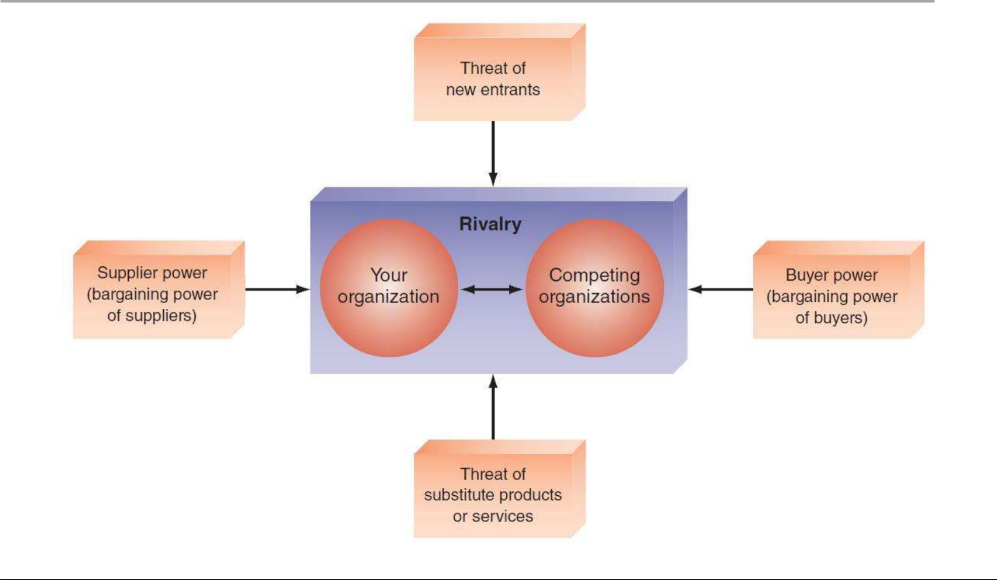 Threat of
new entrants
Rivalry
Supplier power
(bargaining power
of suppliers)
Your
organization
Competing
organizations
Buyer power
(bargaining power
of buyers)
Threat of
substitute products
or services